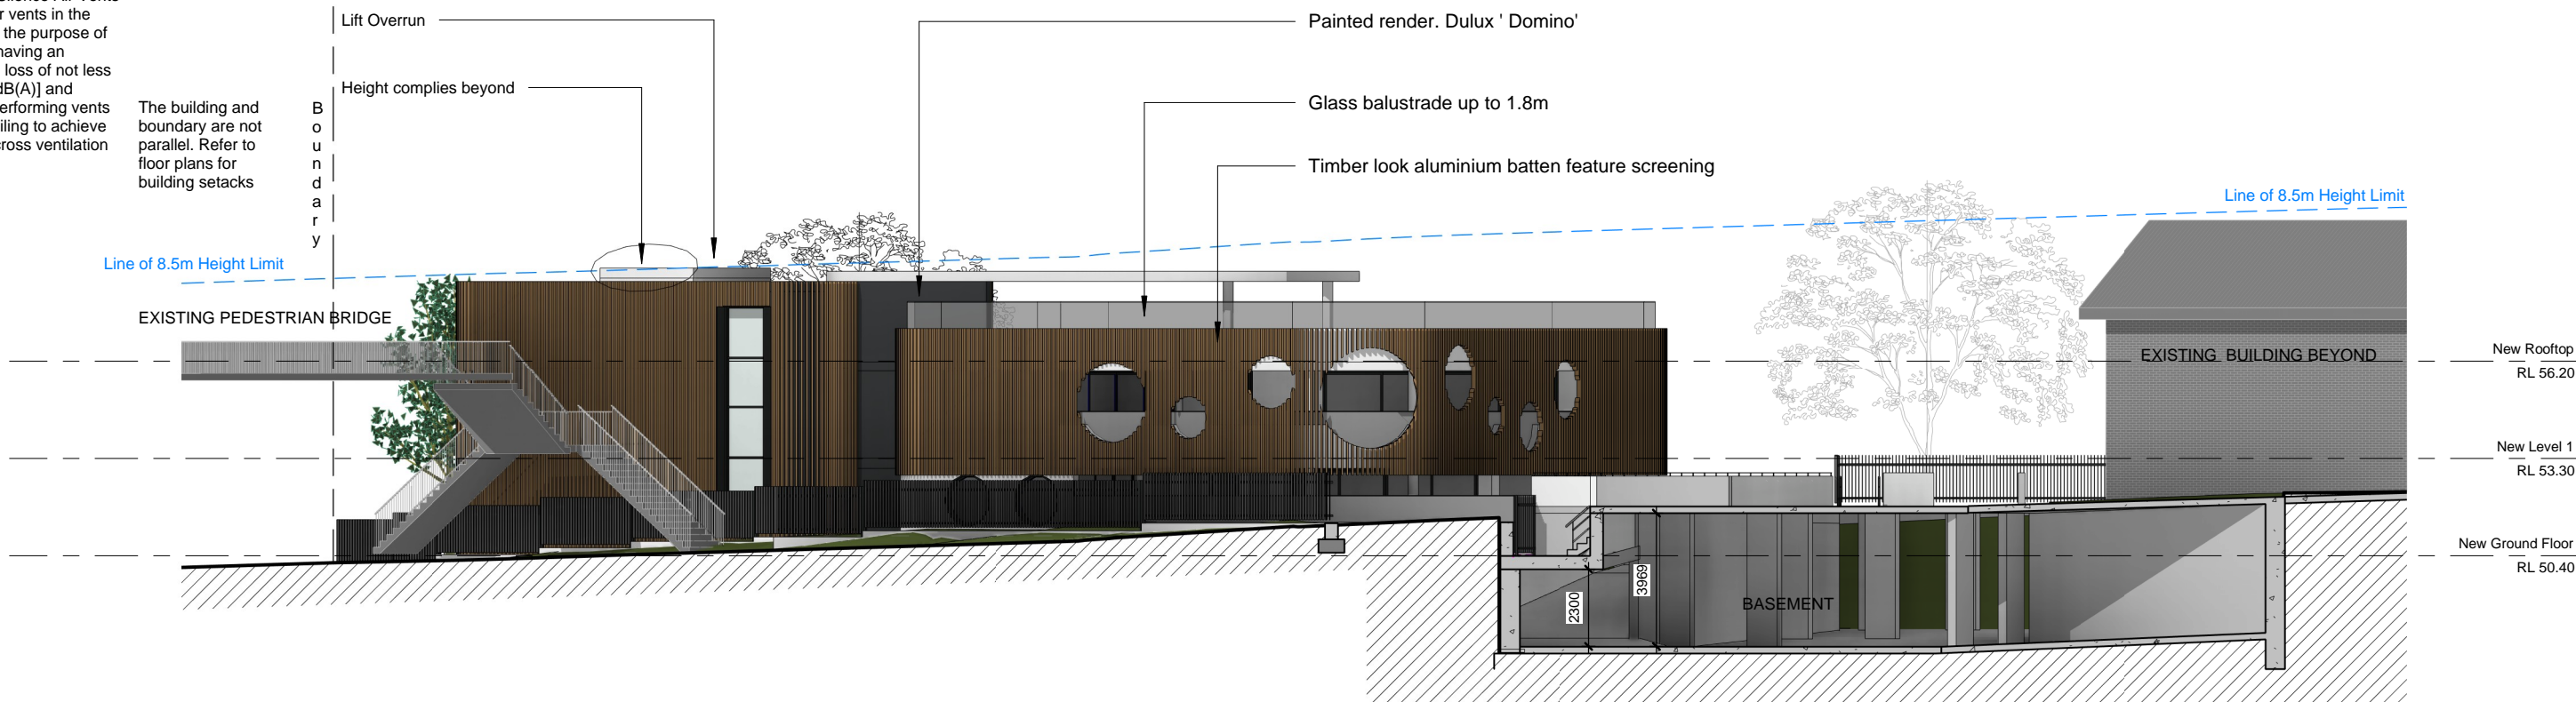 r vents in the
the purpose of
having an
loss of not less
dB(A)] and
erforming vents
iling to achieve
ross ventilation
The building and
boundary are not
parallel. Refer to
floor plans for
building setacks
Boundary
Lift Overrun
Height complies beyond
Painted render. Dulux ' Domino'
Glass balustrade up to 1.8m
Timber look aluminium batten feature screening
Line of 8.5m Height Limit
Line of 8.5m Height Limit
EXISTING PEDESTRIAN BRIDGE
EXISTING BUILDING BEYOND
New Rooftop
RL 56.20
New Level 1
RL 53.30
New Ground Floor
RL 50.40
2300
3969
BASEMENT